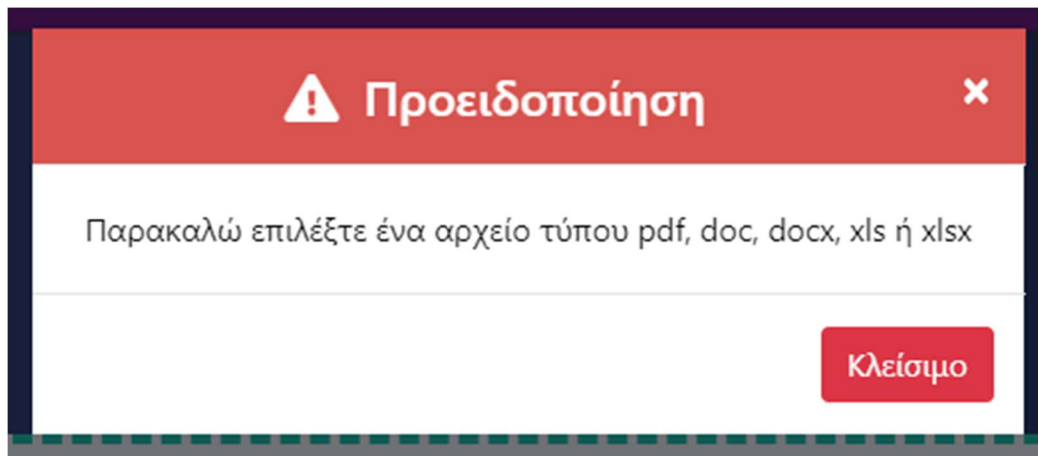 Προειδοποίηση
Παρακαλώ επιλέξτε ένα αρχείο τύπου pdf, doc, docx, xls ή xlsx
Κλείσιμο